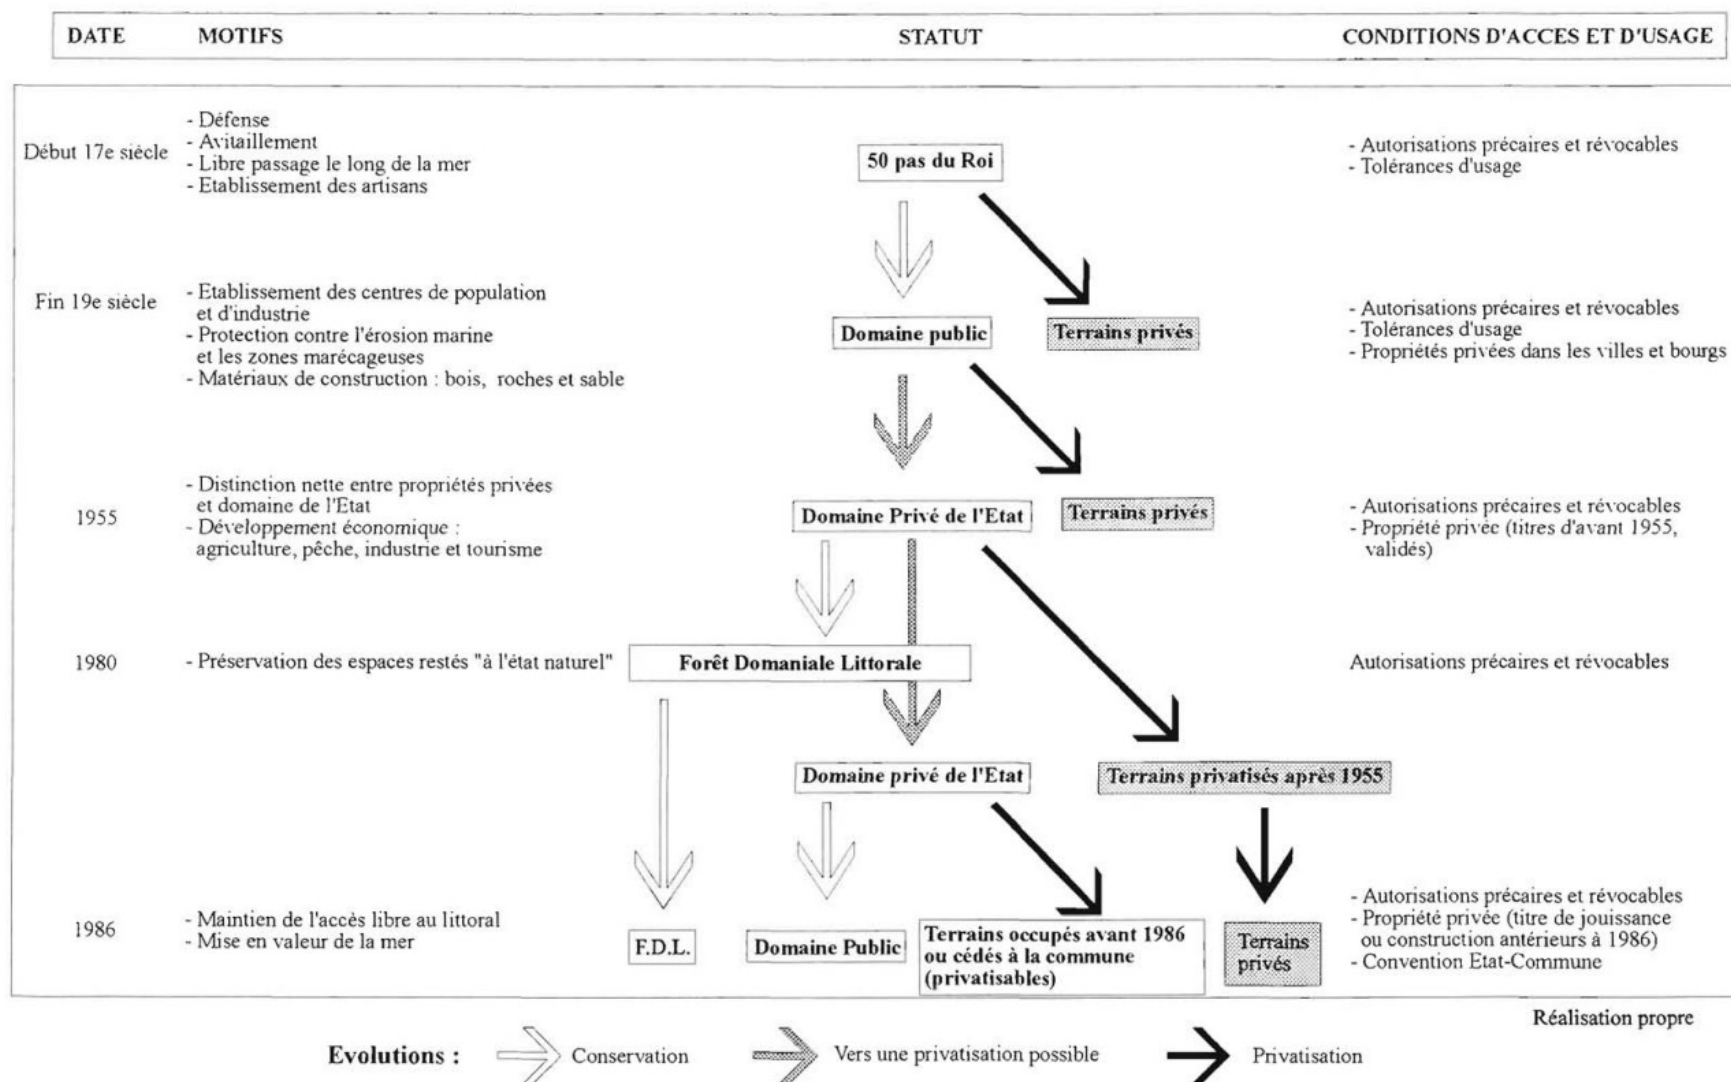 DATE MOTIFS STATUT CONDITIONS D'ACCES ET D'USAGE
Début 17e siècle
- Défense
- Avitaillement
- Libre passage le long de la mer
- Etablissement des artisans
50 pas du Roi
- Autorisations précaires et révocables
- Tolérances d'usage
Fin 19e siècle
- Etablissement des centres de population
et d'industrie
- Protection contre l'érosion marine
et les zones marécageuses
- Matériaux de construction : bois, roches et sable
Domaine public
Terrains privés
- Autorisations précaires et révocables
- Tolérances d'usage
- Propriétés privées dans les villes et bourgs
1955
- Distinction nette entre propriétés privées
et domaine de l'Etat
- Développement économique :
agriculture, pêche, industrie et tourisme
Domaine Privé de l'Etat
Terrains privés
- Autorisations précaires et révocables
- Propriété privée (titres d'avant 1955,
validés)
1980
- Préservation des espaces restés "à l'état naturel"
Forêt Domaniale Littorale
Autorisations précaires et révocables
Domaine privé de l'Etat
Terrains privatisés après 1955
1986
- Maintien de l'accès libre au littoral
- Mise en valeur de la mer
F.D.L.
Domaine Public
Terrains occupés avant 1986
ou cédés à la commune
(privatisables)
Terrains
privés
- Autorisations précaires et révocables
- Propriété privée (titre de jouissance
ou construction antérieurs à 1986)
- Convention Etat-Commune
Réalisation propre
Evolutions : Conservation Vers une privatisation possible Privatisation